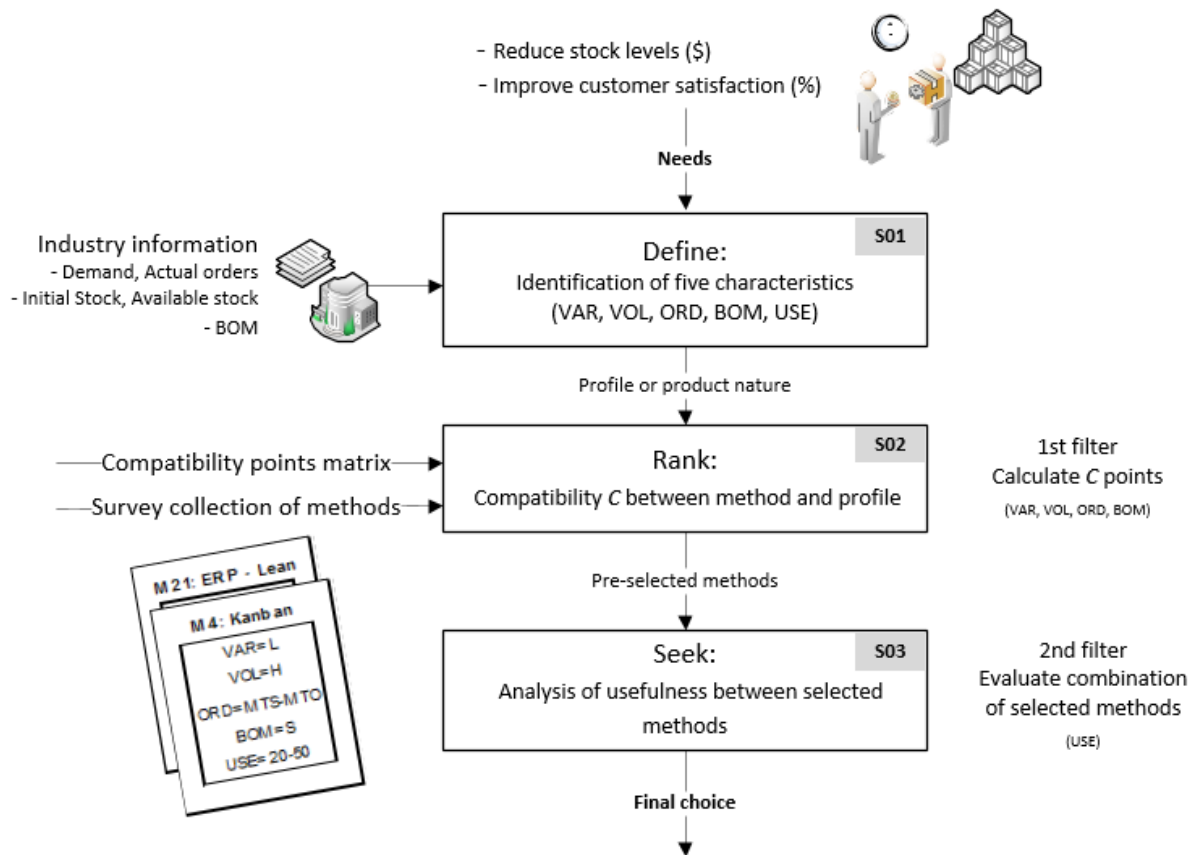 - Reduce stock levels ($)
- Improve customer satisfaction (%)
Needs
Industry information
- Demand, Actual orders
- Initial Stock, Available stock
- BOM
S01
Define:
Identification of five characteristics
(VAR, VOL, ORD, BOM, USE)
Profile or product nature
Compatibility points matrix
Survey collection of methods
S02
Rank:
Compatibility C between method and profile
1st filter
Calculate C points
(VAR, VOL, ORD, BOM)
Pre-selected methods
M21: ERP - Lean
M4: Kanban
VAR=L
VOL=H
ORD=MTS-MTO
BOM=S
USE=20-50
S03
Seek:
Analysis of usefulness between selected
methods
2nd filter
Evaluate combination
of selected methods
(USE)
Final choice